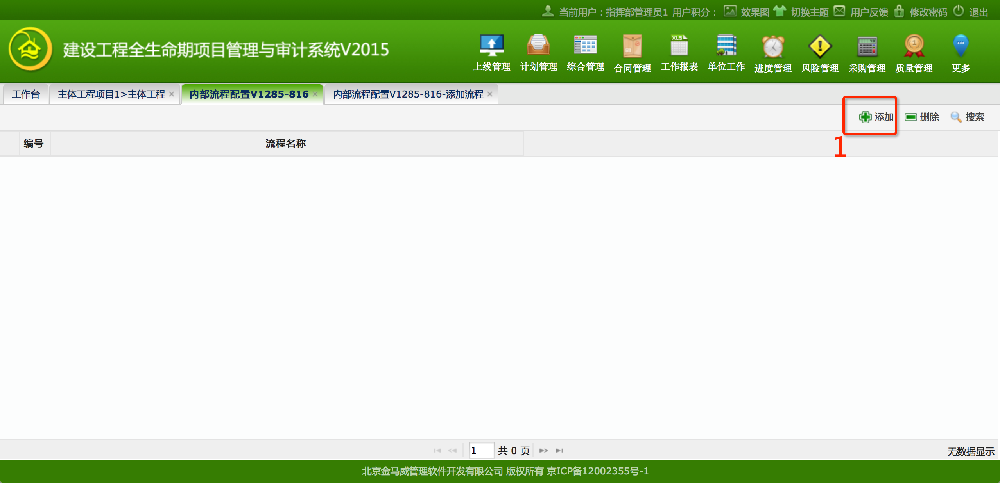 当前用户：指挥部管理员1 用户积分： 效果图 切换主题 用户反馈 修改密码 退出
建设工程全生命期项目管理与审计系统V2015
上线管理 计划管理 综合管理 合同管理 工作报表 单位工作 进度管理 风险管理 采购管理 质量管理 更多
工作台 主体工程项目1>主体工程 内部流程配置V1285-816 内部流程配置V1285-816-添加流程
添加 删除 搜索
1
编号 流程名称
1 共 0 页
无数据显示
北京金马威管理软件开发有限公司 版权所有 京ICP备12002355号-1